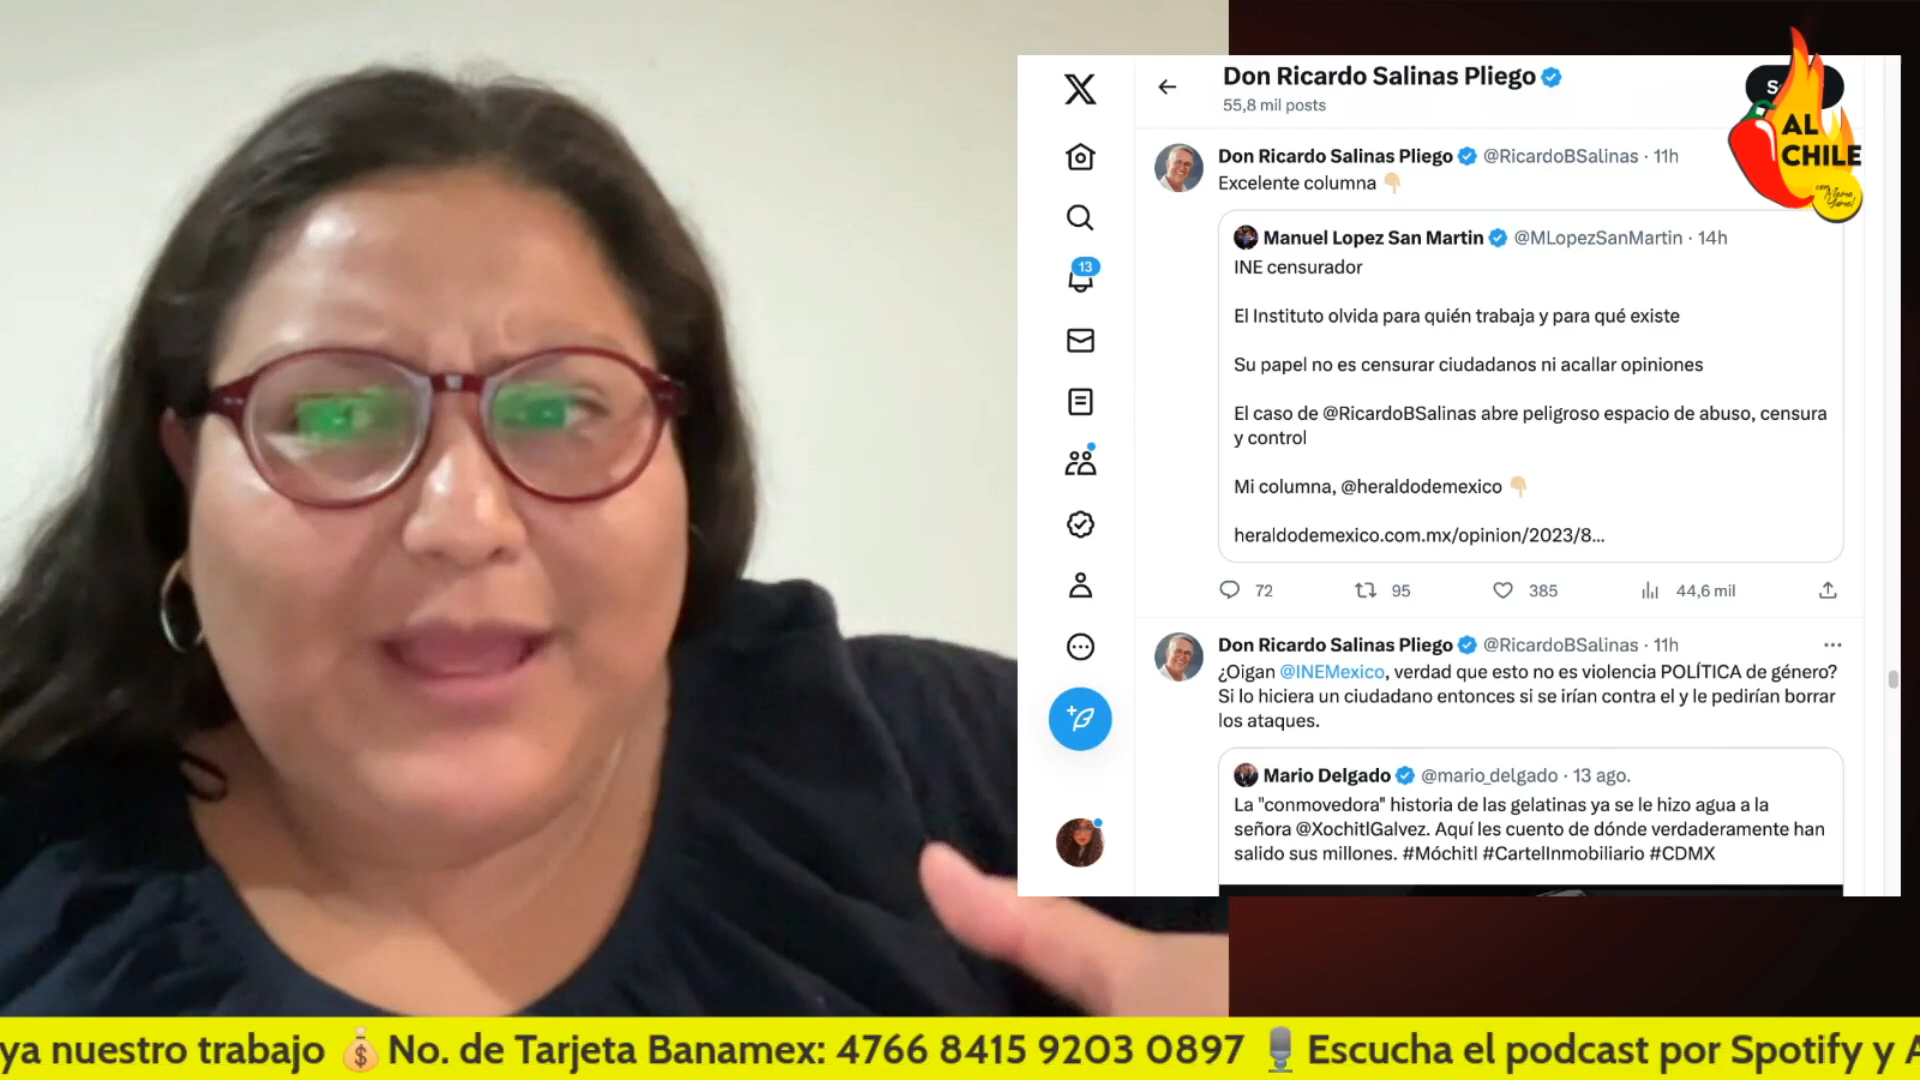 Don Ricardo Salinas Pliego
55,8 mil posts
AL
CHILE
Don Ricardo Salinas Pliego @RicardoBSalinas · 11h
Excelente columna
Manuel Lopez San Martin @MLopezSanMartin · 14h
INE censurador
El Instituto olvida para quién trabaja y para qué existe
Su papel no es censurar ciudadanos ni acallar opiniones
El caso de @RicardoBSalinas abre peligroso espacio de abuso, censura
y control
Mi columna, @heraldodemexico
heraldodemexico.com.mx/opinion/2023/8...
72 95 385 44,6 mil
13
Don Ricardo Salinas Pliego @RicardoBSalinas · 11h
¿Oigan @INEMexico, verdad que esto no es violencia POLÍTICA de género?
Si lo hiciera un ciudadano entonces si se irían contra el y le pedirían borrar
los ataques.
Mario Delgado @mario_delgado · 13 ago.
La "conmovedora" historia de las gelatinas ya se le hizo agua a la
señora @XochitlGalvez. Aquí les cuento de dónde verdaderamente han
salido sus millones. #Móchitl #CartelInmobiliario #CDMX
ya nuestro trabajo No. de Tarjeta Banamex: 4766 8415 9203 0897 Escucha el podcast por Spotify y A